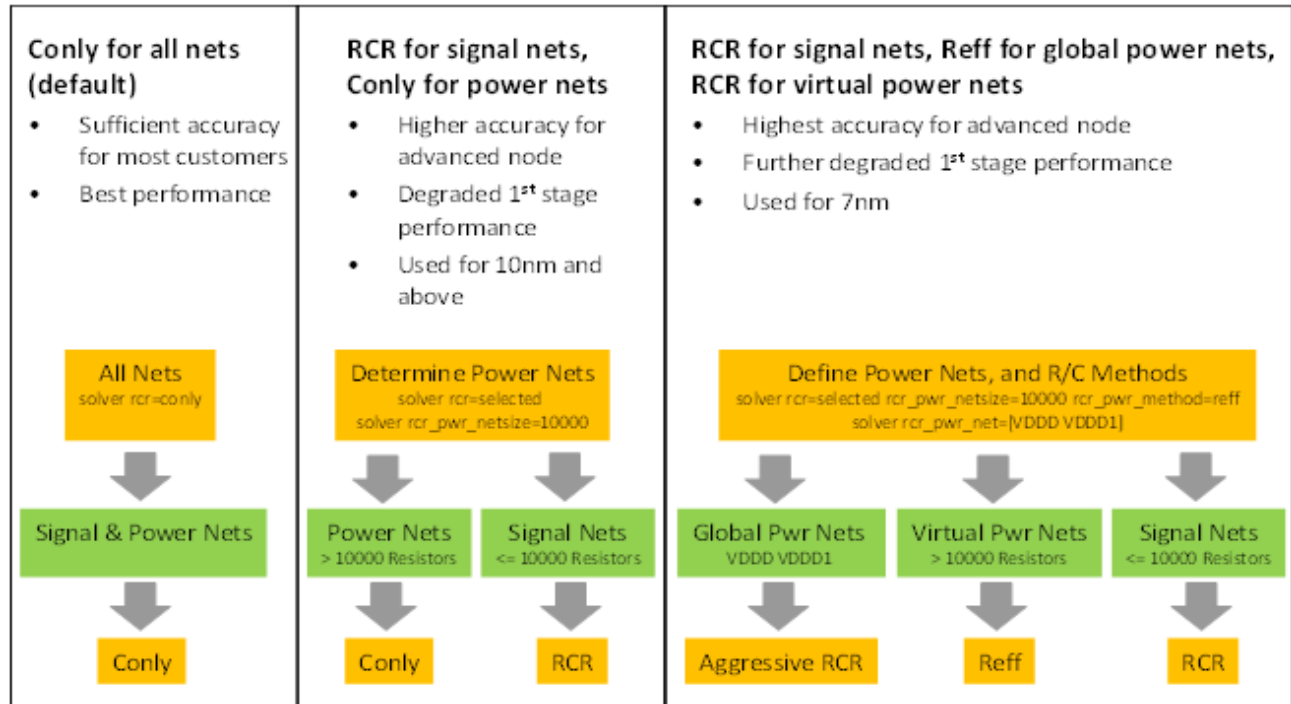 Conly for all nets
(default)
• Sufficient accuracy
for most customers
• Best performance
All Nets
solver rcr=conly
Signal & Power Nets
Conly
RCR for signal nets,
Conly for power nets
• Higher accuracy for
advanced node
• Degraded 1st stage
performance
• Used for 10nm and
above
Determine Power Nets
solver rcr=selected
solver rcr_pwr_netsize=10000
Power Nets
> 10000 Resistors
Signal Nets
<= 10000 Resistors
Conly
RCR
RCR for signal nets, Reff for global power nets,
RCR for virtual power nets
• Highest accuracy for advanced node
• Further degraded 1st stage performance
• Used for 7nm
Define Power Nets, and R/C Methods
solver rcr=selected rcr_pwr_netsize=10000 rcr_pwr_method=reff
solver rcr_pwr_net=[VDDD VDDD1]
Global Pwr Nets
VDDD VDDD1
Virtual Pwr Nets
> 10000 Resistors
Signal Nets
<= 10000 Resistors
Aggressive RCR
Reff
RCR